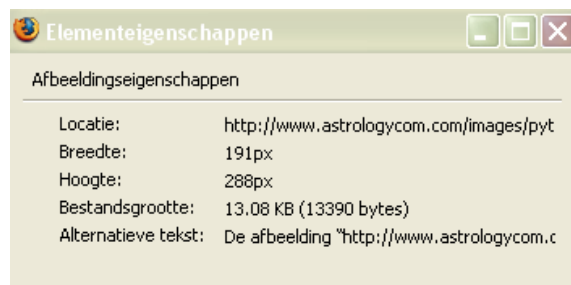 Elementeigenschappen
Afbeeldingseigenschappen
Locatie: http://www.astrologycom.com/images/pyt
Breedte: 191px
Hoogte: 288px
Bestandsgrootte: 13.08 KB (13390 bytes)
Alternatieve tekst: De afbeelding "http://www.astrologycom.c